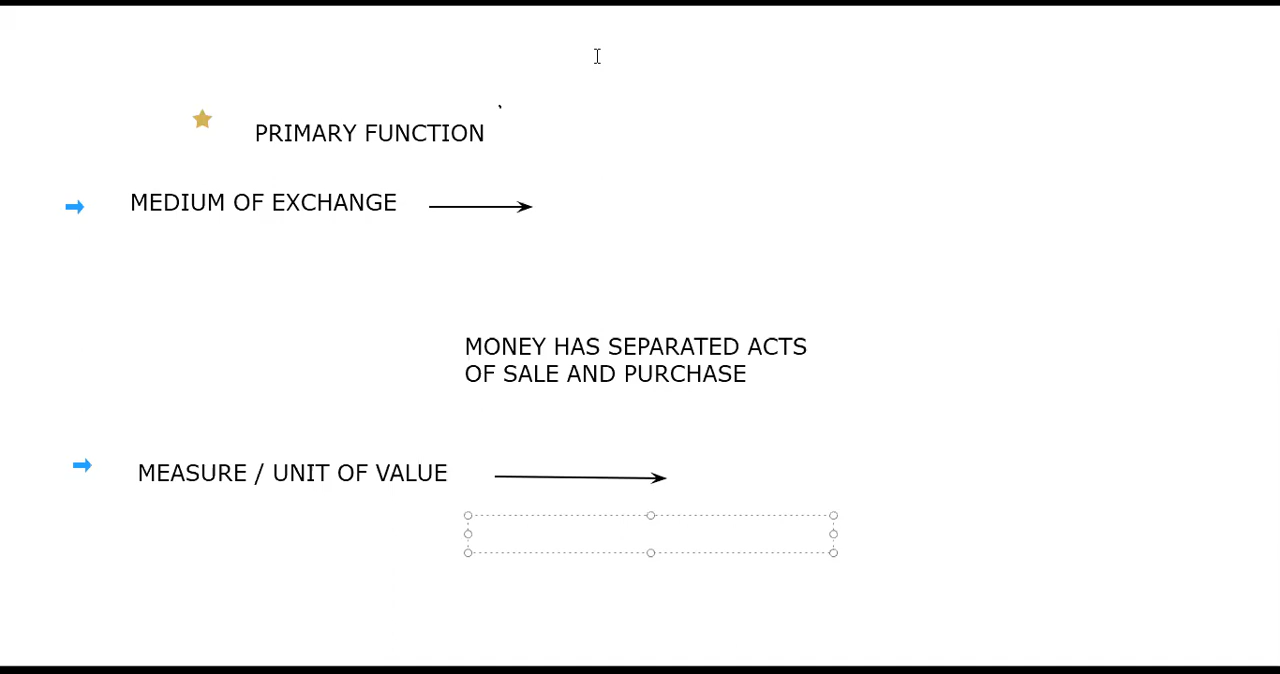 PRIMARY FUNCTION
MEDIUM OF EXCHANGE
MONEY HAS SEPARATED ACTS
OF SALE AND PURCHASE
MEASURE / UNIT OF VALUE